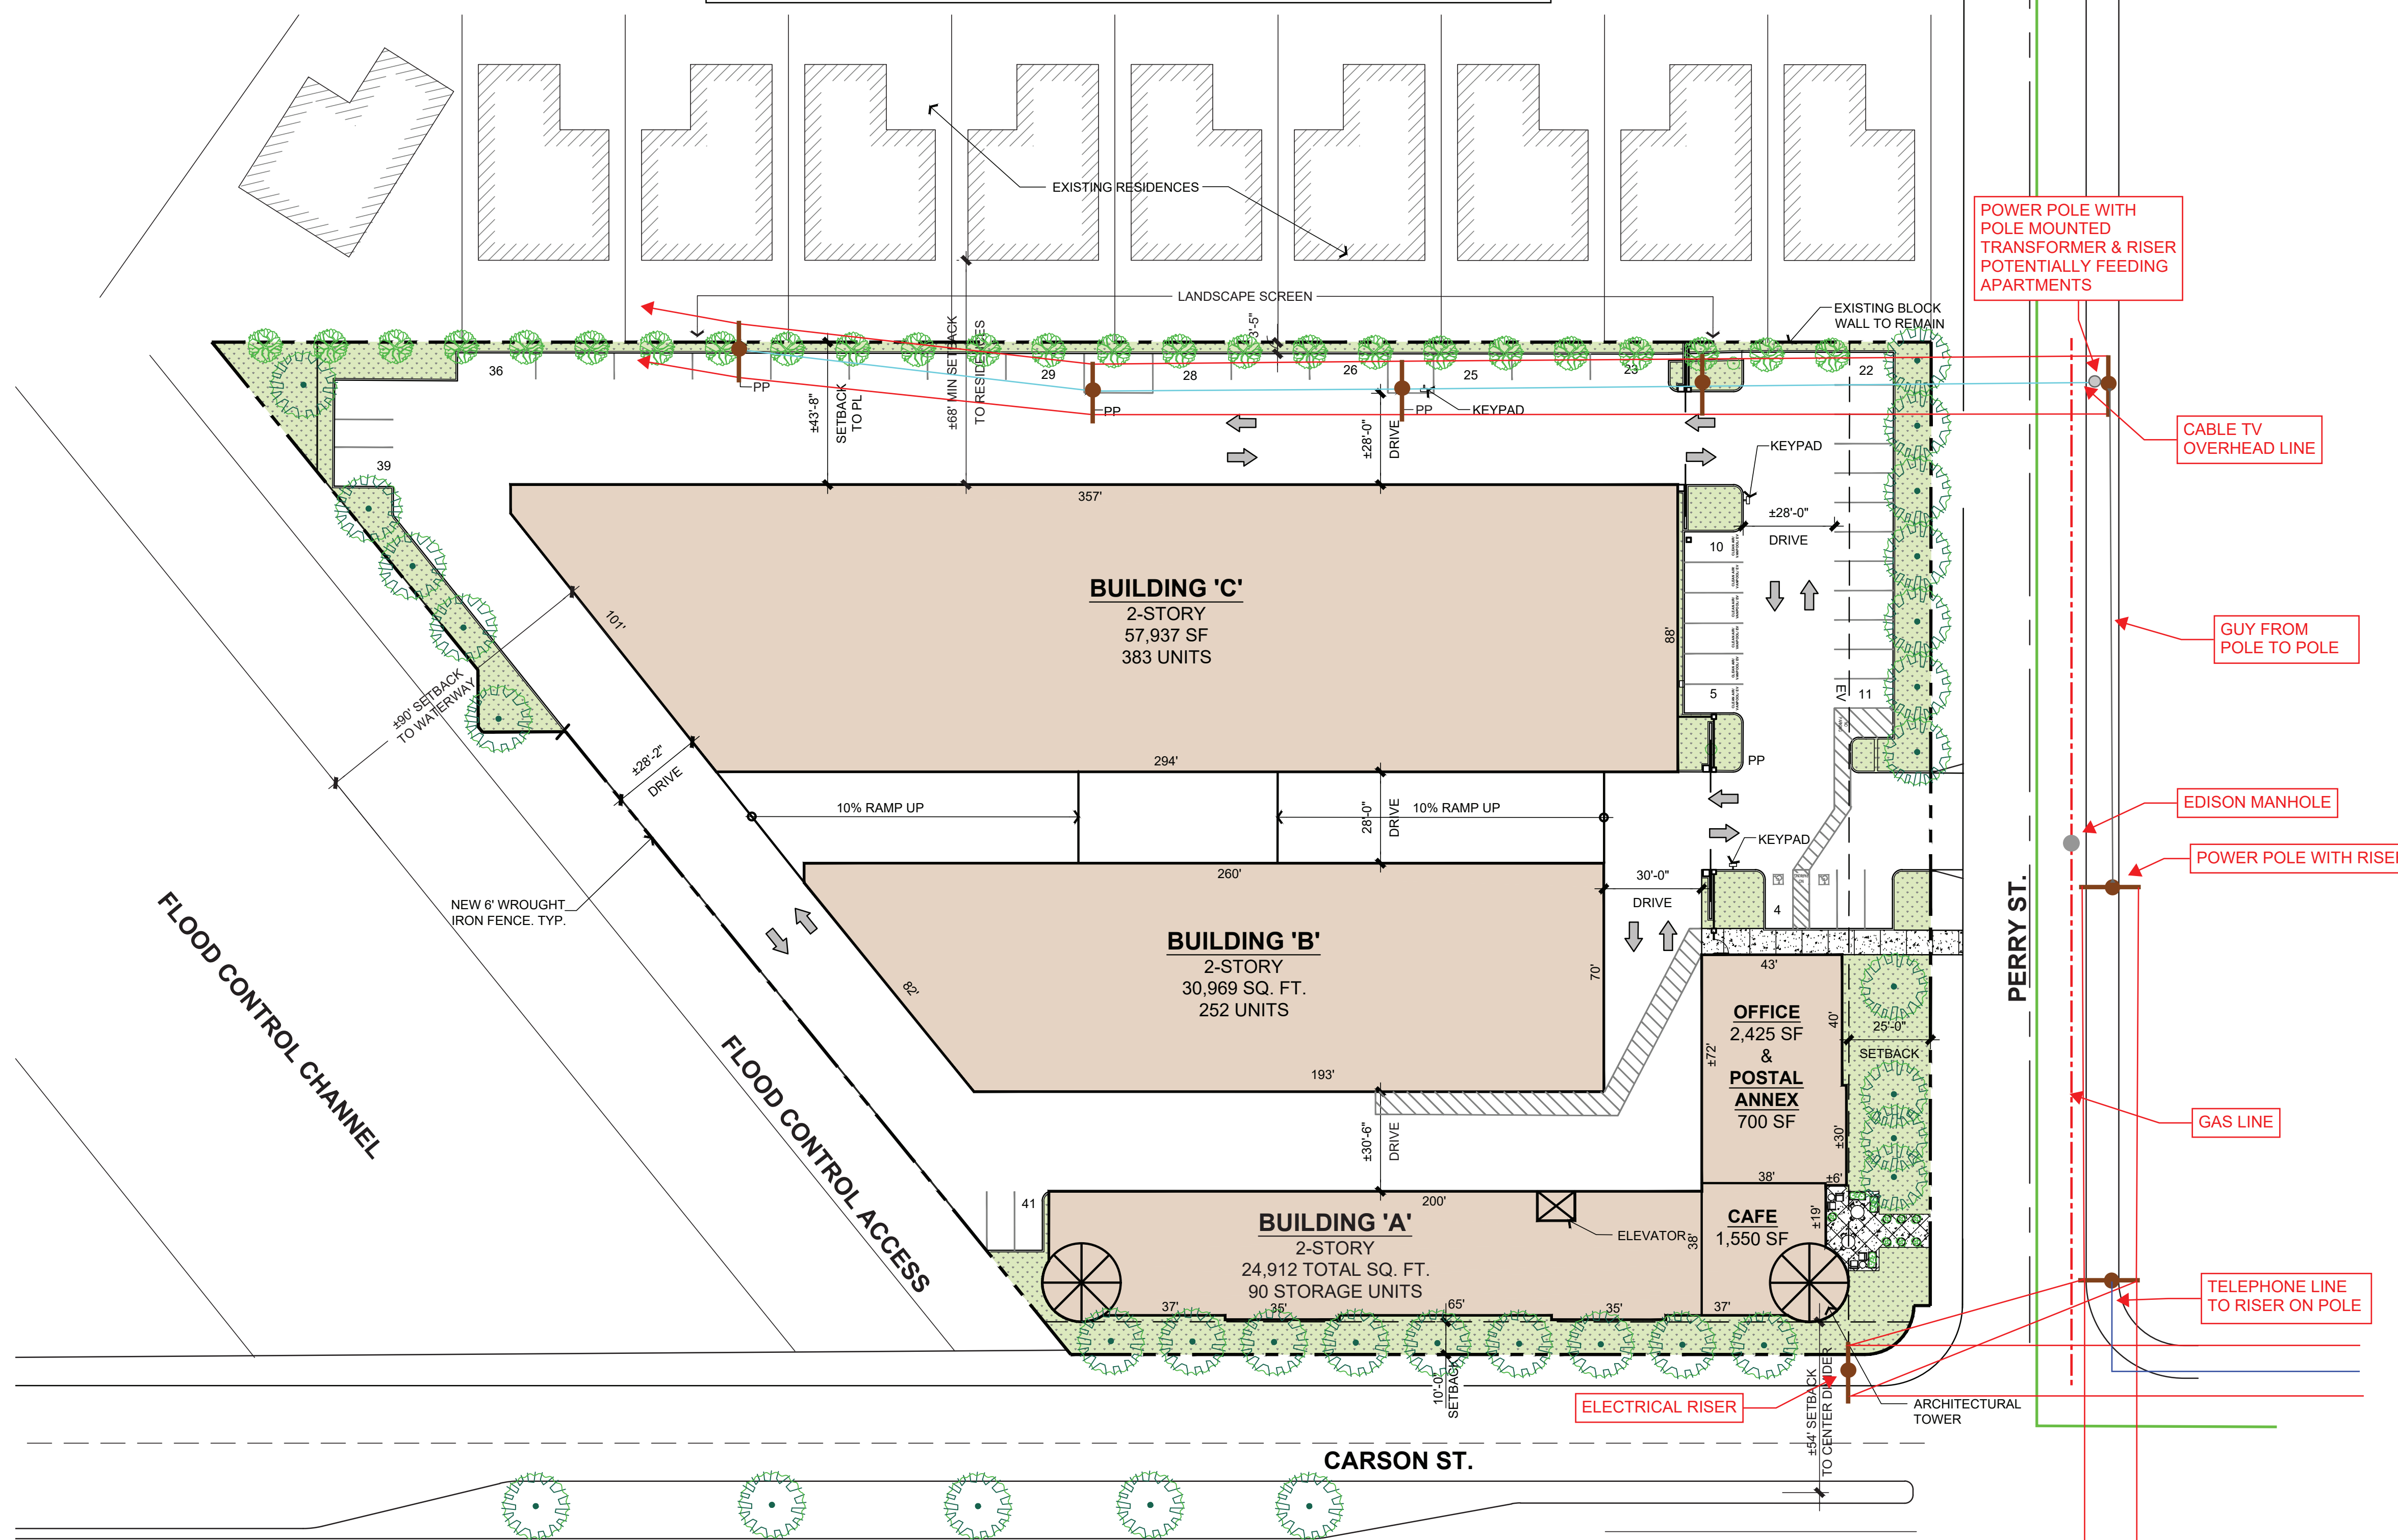 EXISTING RESIDENCES
LANDSCAPE SCREEN
EXISTING BLOCK
WALL TO REMAIN
POWER POLE WITH
POLE MOUNTED
TRANSFORMER & RISER
POTENTIALLY FEEDING
APARTMENTS
CABLE TV
OVERHEAD LINE
GUY FROM
POLE TO POLE
EDISON MANHOLE
POWER POLE WITH RISER
GAS LINE
TELEPHONE LINE
TO RISER ON POLE
ELECTRICAL RISER
ARCHITECTURAL
TOWER
36
29
28
26
25
23
22
39
PP
PP
PP
KEYPAD
KEYPAD
±43'-8"
SETBACK
TO PL
±68' MIN SETBACK
TO RESIDENCES
3'-5"
±28'-0"
DRIVE
±28'-0"
DRIVE
357'
BUILDING 'C'
2-STORY
57,937 SF
383 UNITS
101'
88'
294'
10
5
EV
11
PP
±90' SETBACK
TO WATERWAY
±28'-2"
DRIVE
10% RAMP UP
10% RAMP UP
28'-0"
DRIVE
KEYPAD
260'
30'-0"
DRIVE
4
NEW 6' WROUGHT
IRON FENCE. TYP.
BUILDING 'B'
2-STORY
30,969 SQ. FT.
252 UNITS
82'
70'
193'
43'
OFFICE
2,425 SF
&
POSTAL
ANNEX
700 SF
±72'
40'
25'-0"
SETBACK
±30'
38'
±6'
±30'-6"
DRIVE
41
200'
BUILDING 'A'
2-STORY
24,912 TOTAL SQ. FT.
90 STORAGE UNITS
ELEVATOR
38'
CAFE
1,550 SF
±19'
37'
35'
65'
35'
37'
10'-0"
SETBACK
±54' SETBACK
TO CENTER DIVIDER
FLOOD CONTROL CHANNEL
FLOOD CONTROL ACCESS
PERRY ST.
CARSON ST.